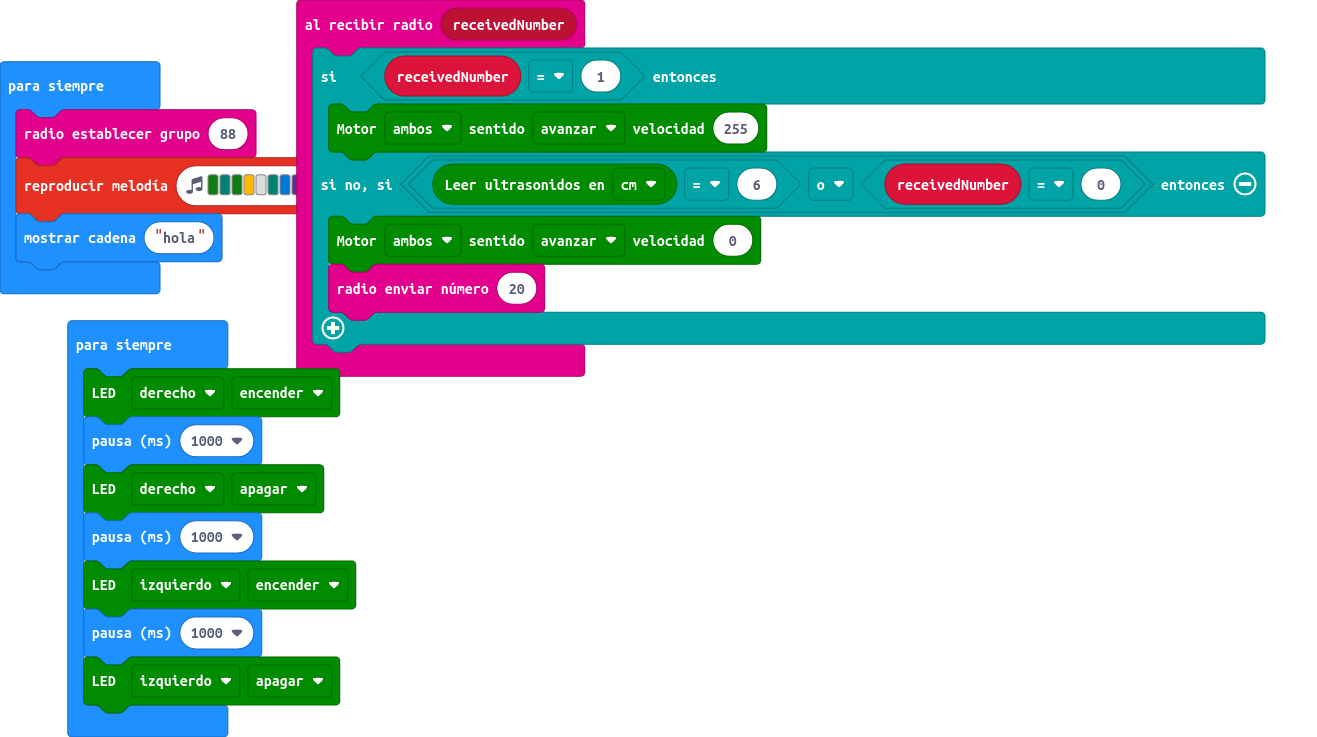 para siempre
radio establecer grupo 88
reproducir melodía
mostrar cadena "hola"
al recibir radio receivedNumber
si receivedNumber = 1 entonces
Motor ambos sentido avanzar velocidad 255
si no, si Leer ultrasonidos en cm = 6 o receivedNumber = 0 entonces
Motor ambos sentido avanzar velocidad 0
radio enviar número 20
para siempre
LED derecho encender
pausa (ms) 1000
LED derecho apagar
pausa (ms) 1000
LED izquierdo encender
pausa (ms) 1000
LED izquierdo apagar